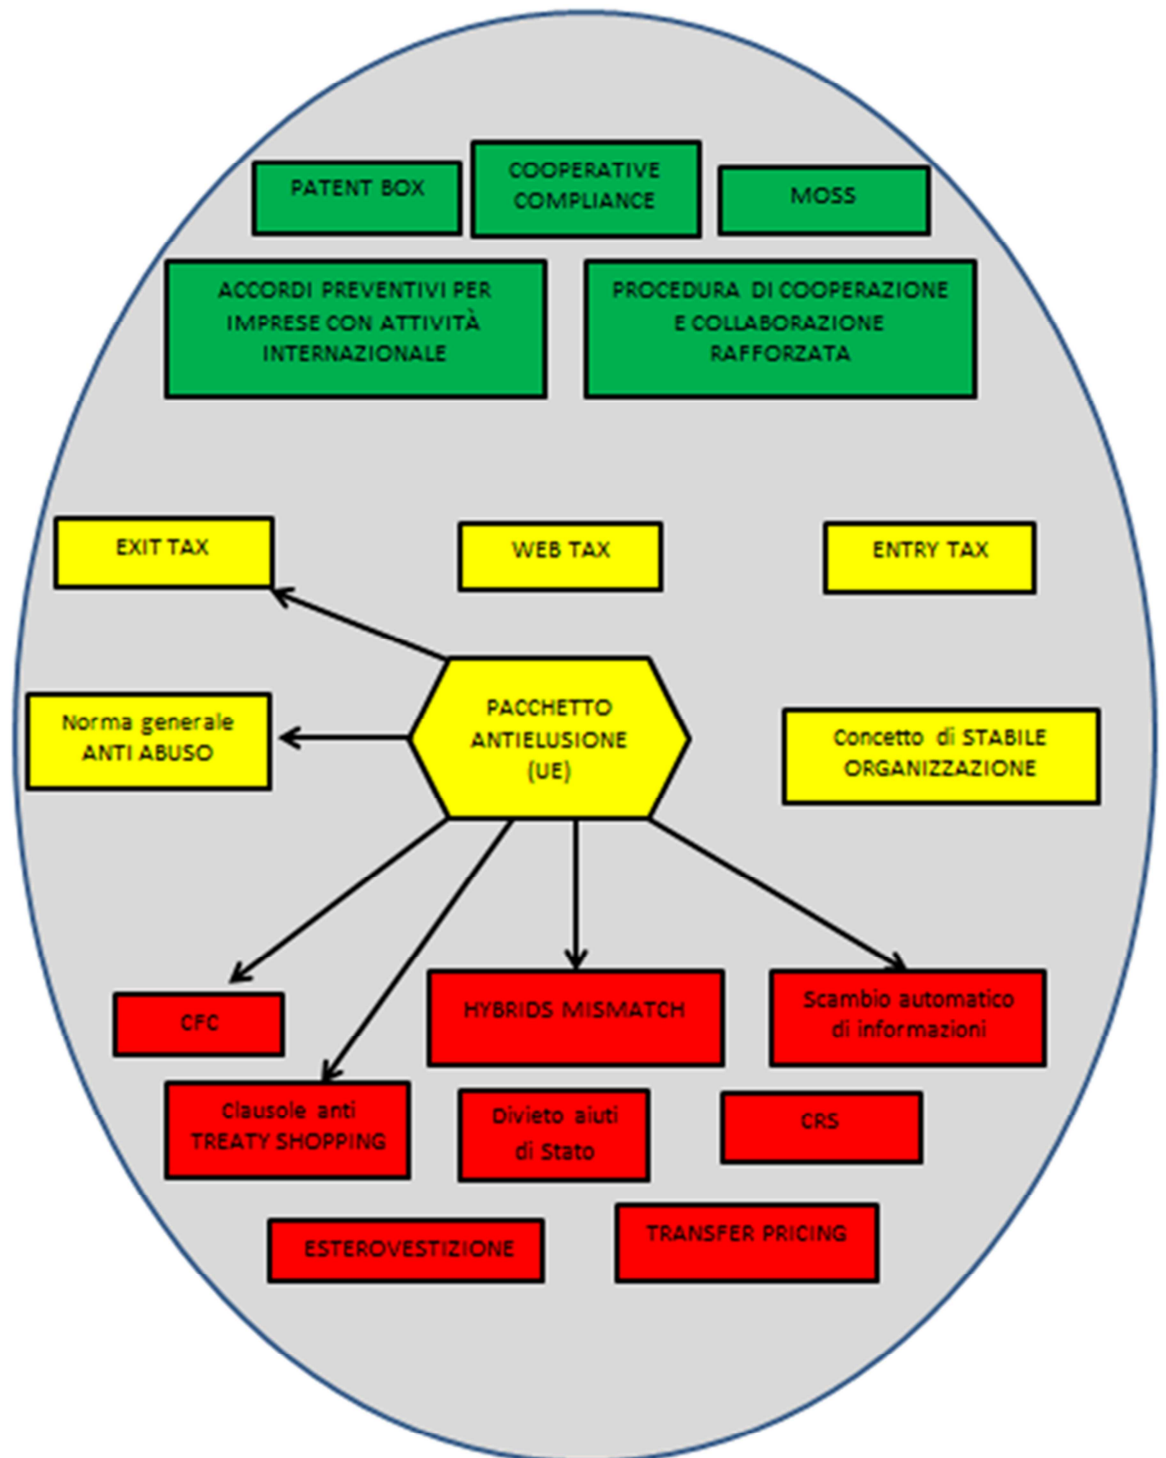 PATENT BOX
COOPERATIVE
COMPLIANCE
MOSS
ACCORDI PREVENTIVI PER
IMPRESE CON ATTIVITÀ
INTERNAZIONALE
PROCEDURA DI COOPERAZIONE
E COLLABORAZIONE
RAFFORZATA
EXIT TAX
WEB TAX
ENTRY TAX
Norma generale
ANTI ABUSO
PACCHETTO
ANTIELUSIONE
(UE)
Concetto di STABILE
ORGANIZZAZIONE
CFC
HYBRIDS MISMATCH
Scambio automatico
di informazioni
Clausole anti
TREATY SHOPPING
Divieto aiuti
di Stato
CRS
ESTEROVESTIZIONE
TRANSFER PRICING